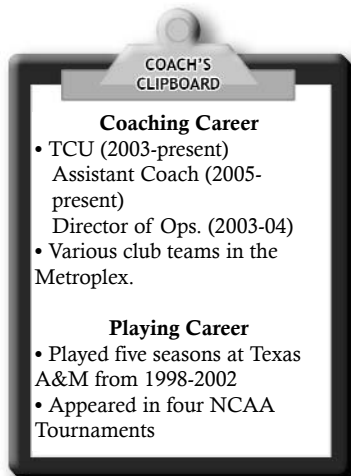 COACH'S
CLIPBOARD
Coaching Career
• TCU (2003-present)
Assistant Coach (2005-
present)
Director of Ops. (2003-04)
• Various club teams in the
Metroplex.
Playing Career
• Played five seasons at Texas
A&M from 1998-2002
• Appeared in four NCAA
Tournaments